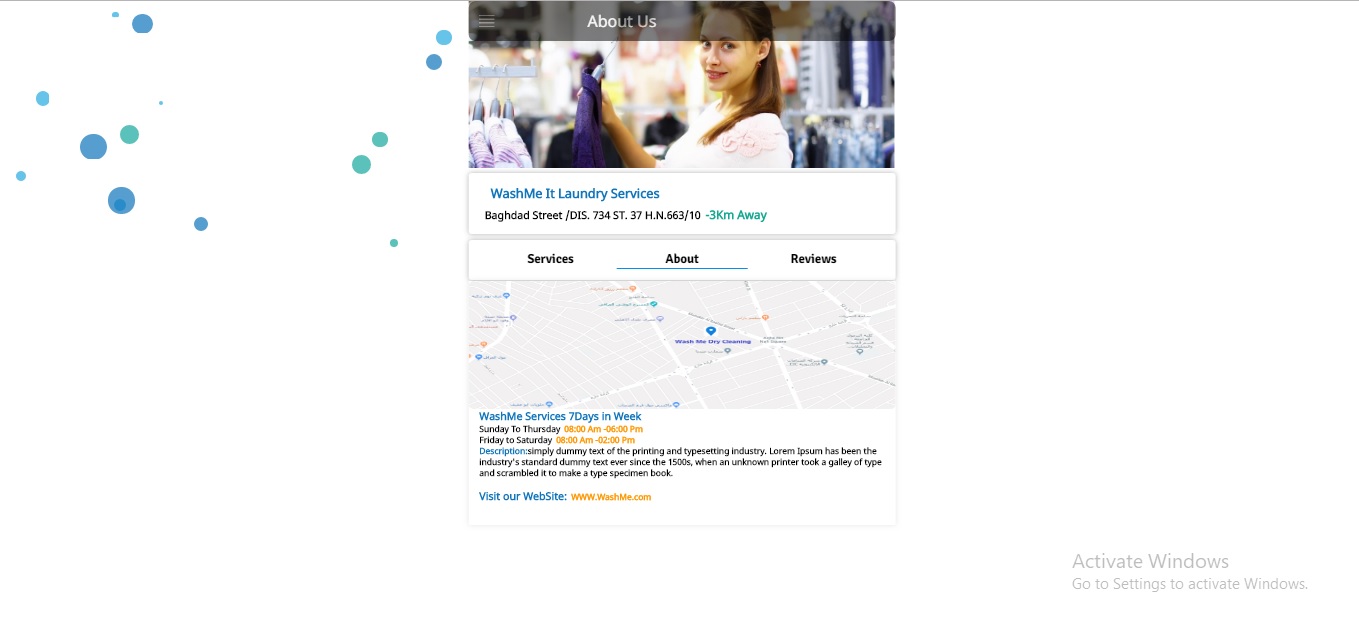 About Us
WashMe It Laundry Services
Baghdad Street /DIS. 734 ST. 37 H.N.663/10 -3Km Away
Services About Reviews
Wash Me Dry Cleaning
WashMe Services 7Days in Week
Sunday To Thursday 08:00 Am -06:00 Pm
Friday to Saturday 08:00 Am -02:00 Pm
Description:simply dummy text of the printing and typesetting industry. Lorem Ipsum has been the
industry's standard dummy text ever since the 1500s, when an unknown printer took a galley of type
and scrambled it to make a type specimen book.
Visit our WebSite: WWW.WashMe.com
Activate Windows
Go to Settings to activate Windows.